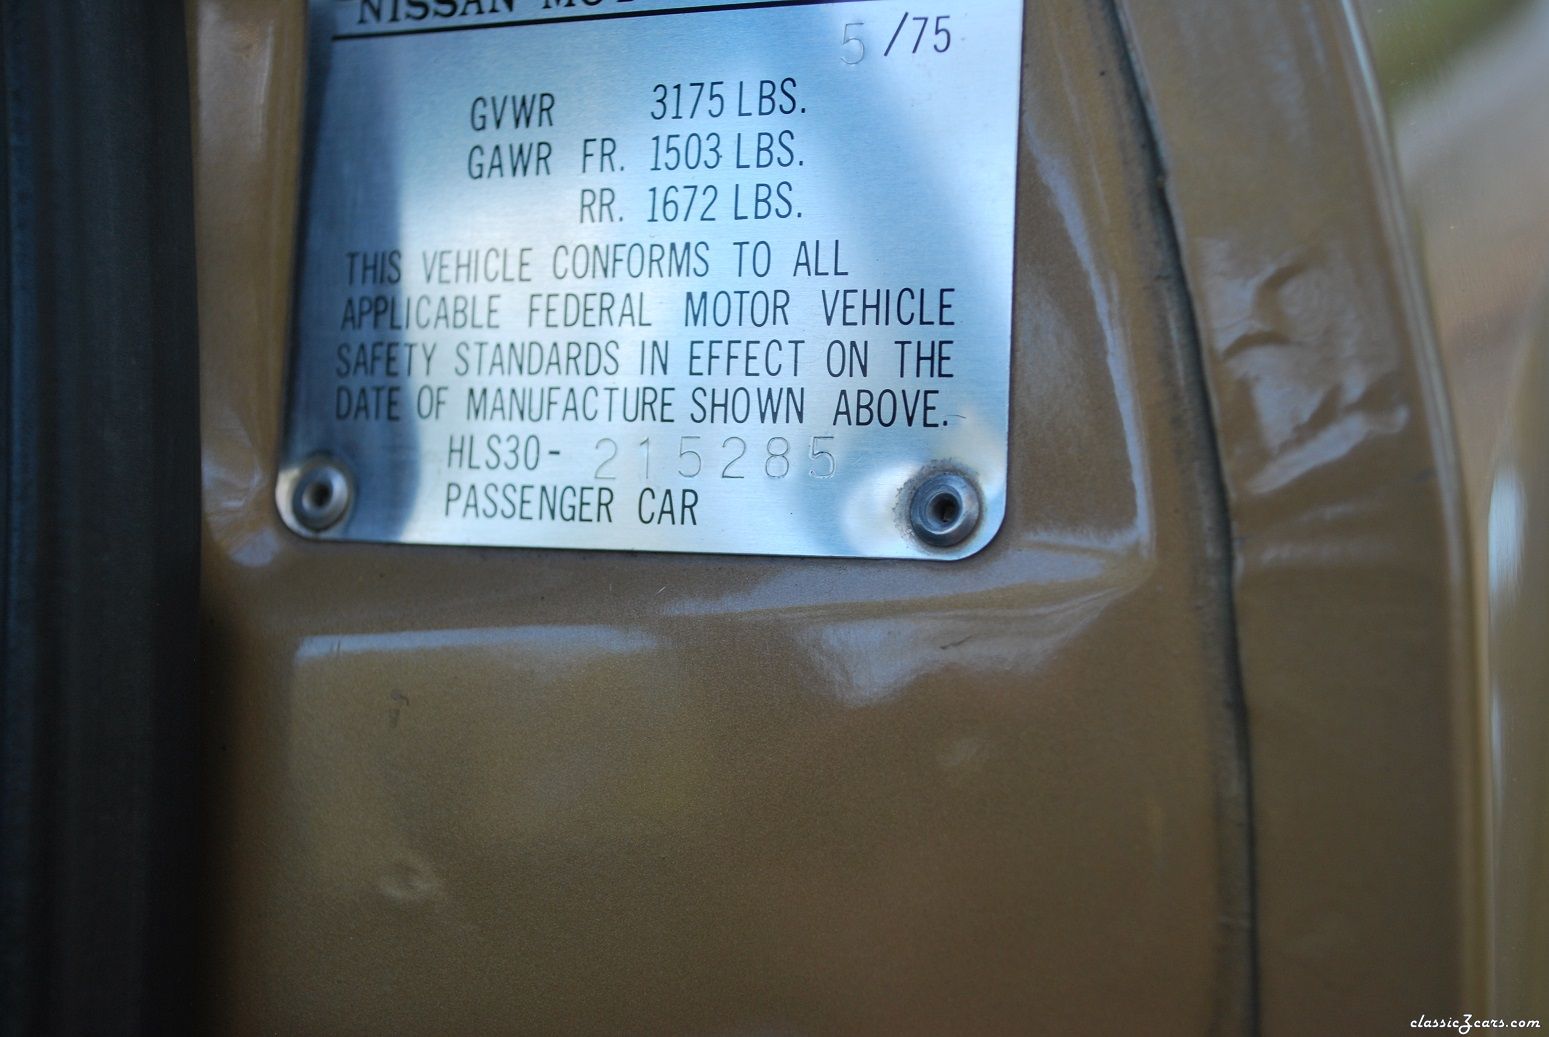 NISSAN MO
5 /75
GVWR 3175 LBS.
GAWR FR. 1503 LBS.
RR. 1672 LBS.
THIS VEHICLE CONFORMS TO ALL
APPLICABLE FEDERAL MOTOR VEHICLE
SAFETY STANDARDS IN EFFECT ON THE
DATE OF MANUFACTURE SHOWN ABOVE.
HLS30- 215285
PASSENGER CAR
classicZcars.com